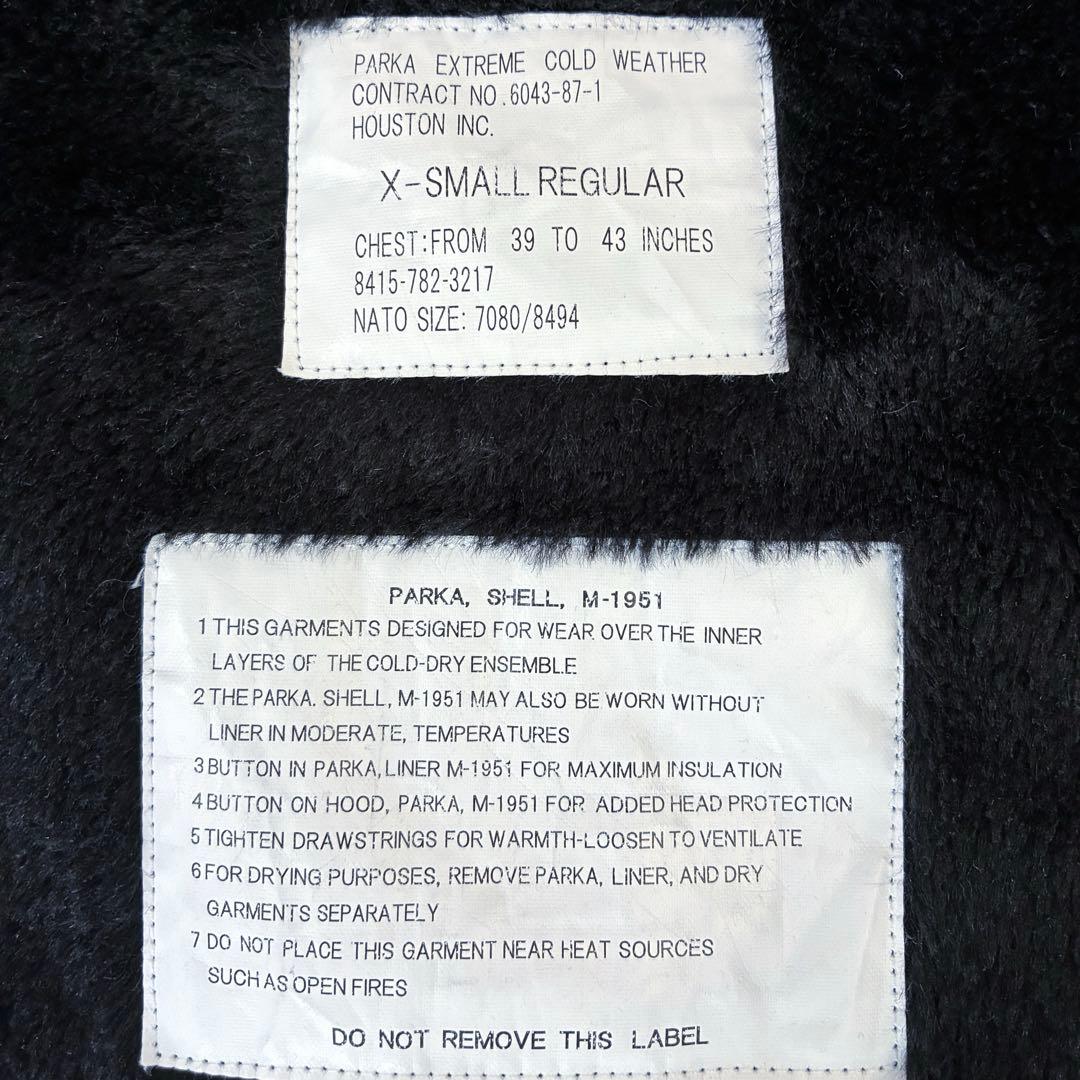 PARKA EXTREME COLD WEATHER
CONTRACT NO.6043-87-1
HOUSTON INC.
X-SMALL REGULAR
CHEST:FROM 39 TO 43 INCHES
8415-782-3217
NATO SIZE: 7080/8494
PARKA, SHELL, M-1951
1 THIS GARMENTS DESIGNED FOR WEAR OVER THE INNER
LAYERS OF THE COLD-DRY ENSEMBLE
2 THE PARKA. SHELL, M-1951 MAY ALSO BE WORN WITHOUT
LINER IN MODERATE, TEMPERATURES
3 BUTTON IN PARKA, LINER M-1951 FOR MAXIMUM INSULATION
4 BUTTON ON HOOD, PARKA, M-1951 FOR ADDED HEAD PROTECTION
5 TIGHTEN DRAWSTRINGS FOR WARMTH-LOOSEN TO VENTILATE
6 FOR DRYING PURPOSES, REMOVE PARKA, LINER, AND DRY
GARMENTS SEPARATELY
7 DO NOT PLACE THIS GARMENT NEAR HEAT SOURCES
SUCH AS OPEN FIRES
DO NOT REMOVE THIS LABEL